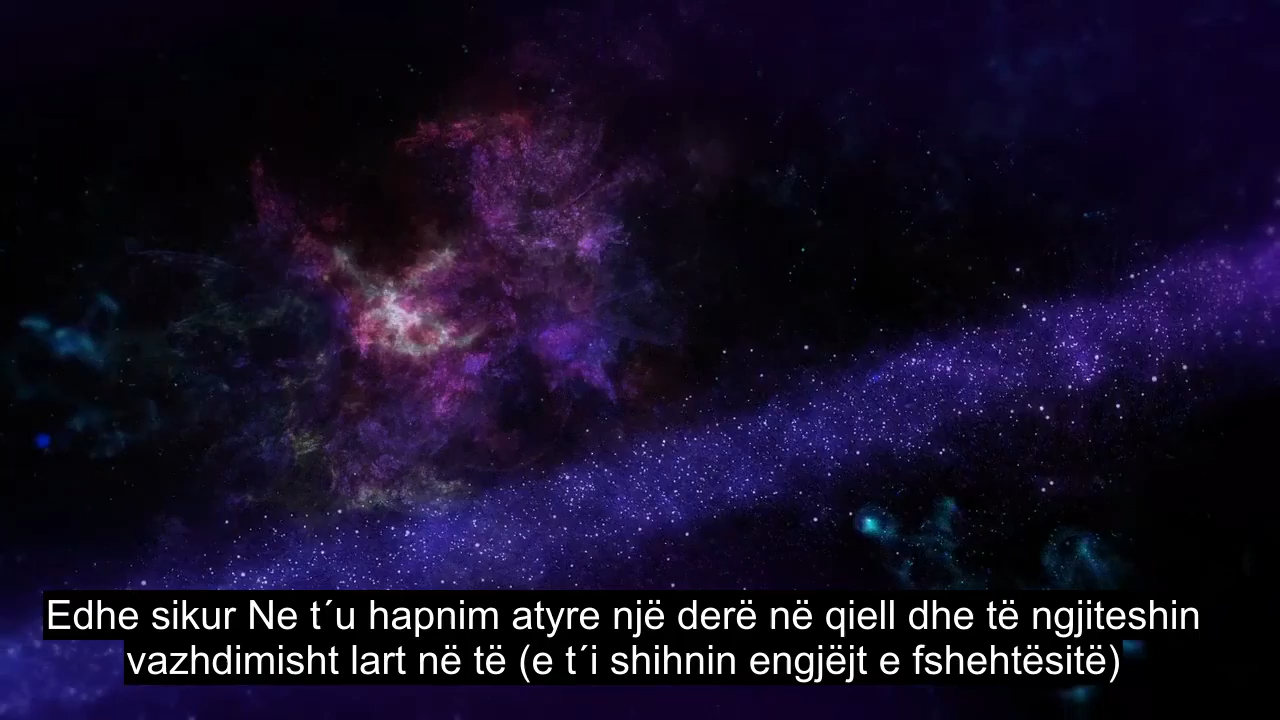 Edhe sikur Ne t´u hapnim atyre një derë në qiell dhe të ngjiteshin
vazhdimisht lart në të (e t´i shihnin engjëjt e fshehtësitë)